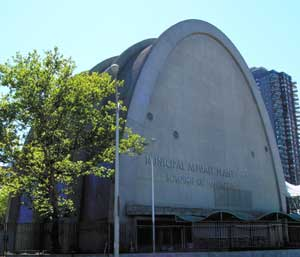 MUNICIPAL ASPHALT PLANT
BOROUGH OF MANHATTAN